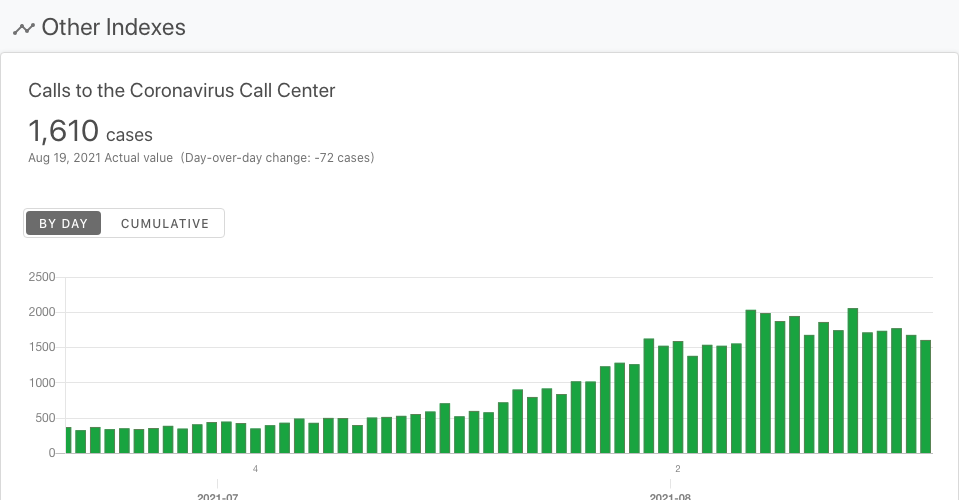 Other Indexes
Calls to the Coronavirus Call Center
1,610 cases
Aug 19, 2021 Actual value (Day-over-day change: -72 cases)
BY DAY CUMULATIVE
2500
2000
1500
1000
500
0
4 2
2021-07 2021-08